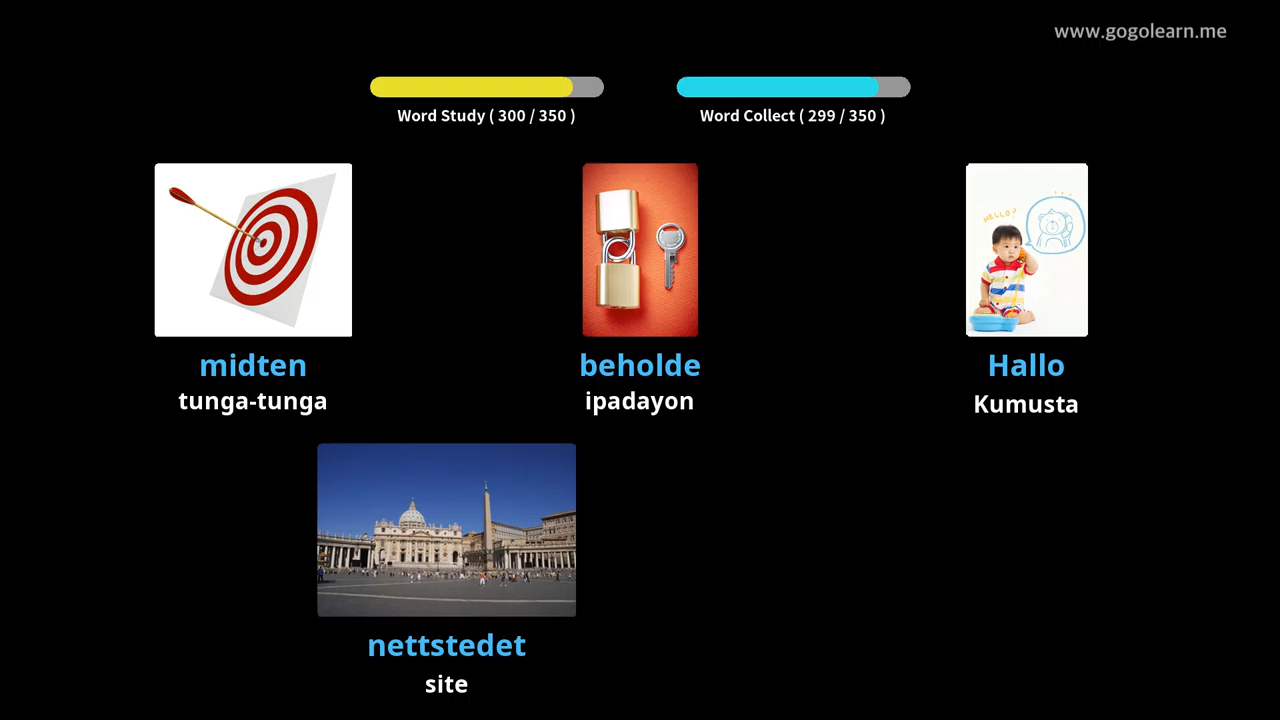 www.gogolearn.me
Word Study ( 300 / 350 )
Word Collect ( 299 / 350 )
HELLO?
midten
tunga-tunga
beholde
ipadayon
Hallo
Kumusta
nettstedet
site